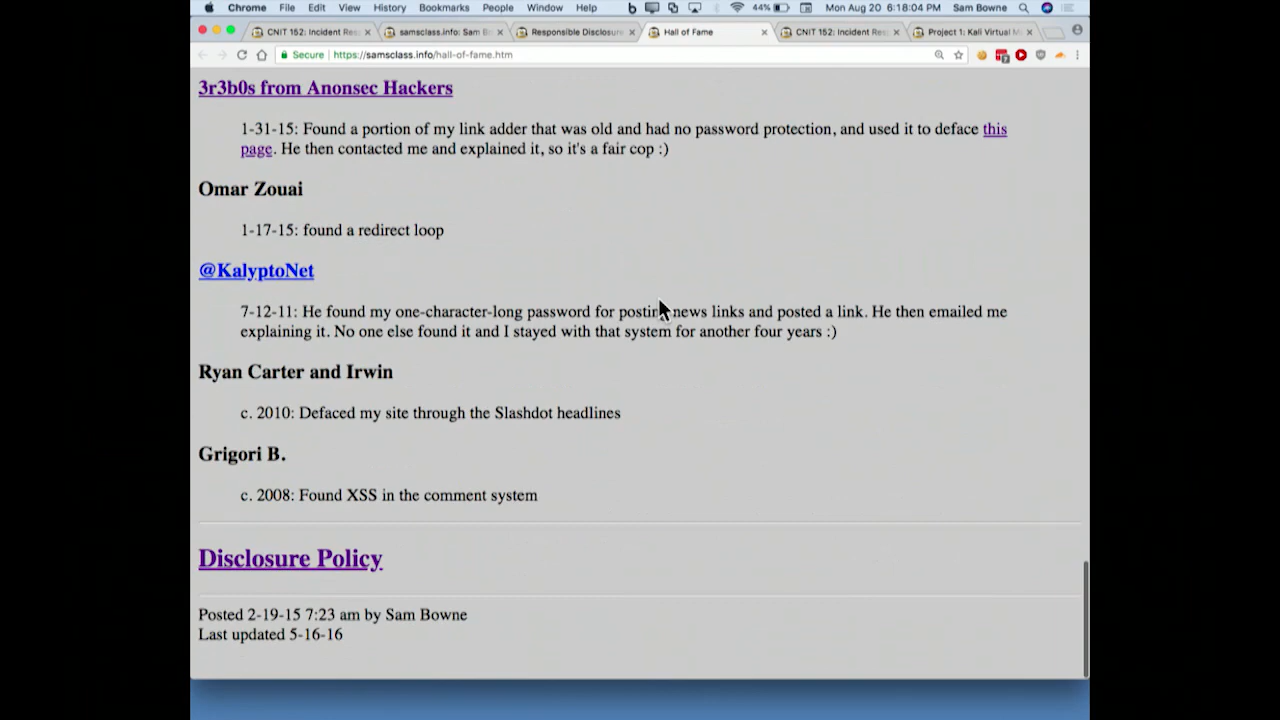 Chrome File Edit View History Bookmarks People Window Help 44% Mon Aug 20 6:18:04 PM Sam Bowne
CNIT 152: Incident Res samsclass.info: Sam B Responsible Disclosure Hall of Fame CNIT 152: Incident Res Project 1: Kali Virtual M
Secure https://samsclass.info/hall-of-fame.htm
3r3b0s from Anonsec Hackers
1-31-15: Found a portion of my link adder that was old and had no password protection, and used it to deface this
page. He then contacted me and explained it, so it's a fair cop :)
Omar Zouai
1-17-15: found a redirect loop
@KalyptoNet
7-12-11: He found my one-character-long password for postin news links and posted a link. He then emailed me
explaining it. No one else found it and I stayed with that system for another four years :)
Ryan Carter and Irwin
c. 2010: Defaced my site through the Slashdot headlines
Grigori B.
c. 2008: Found XSS in the comment system
Disclosure Policy
Posted 2-19-15 7:23 am by Sam Bowne
Last updated 5-16-16